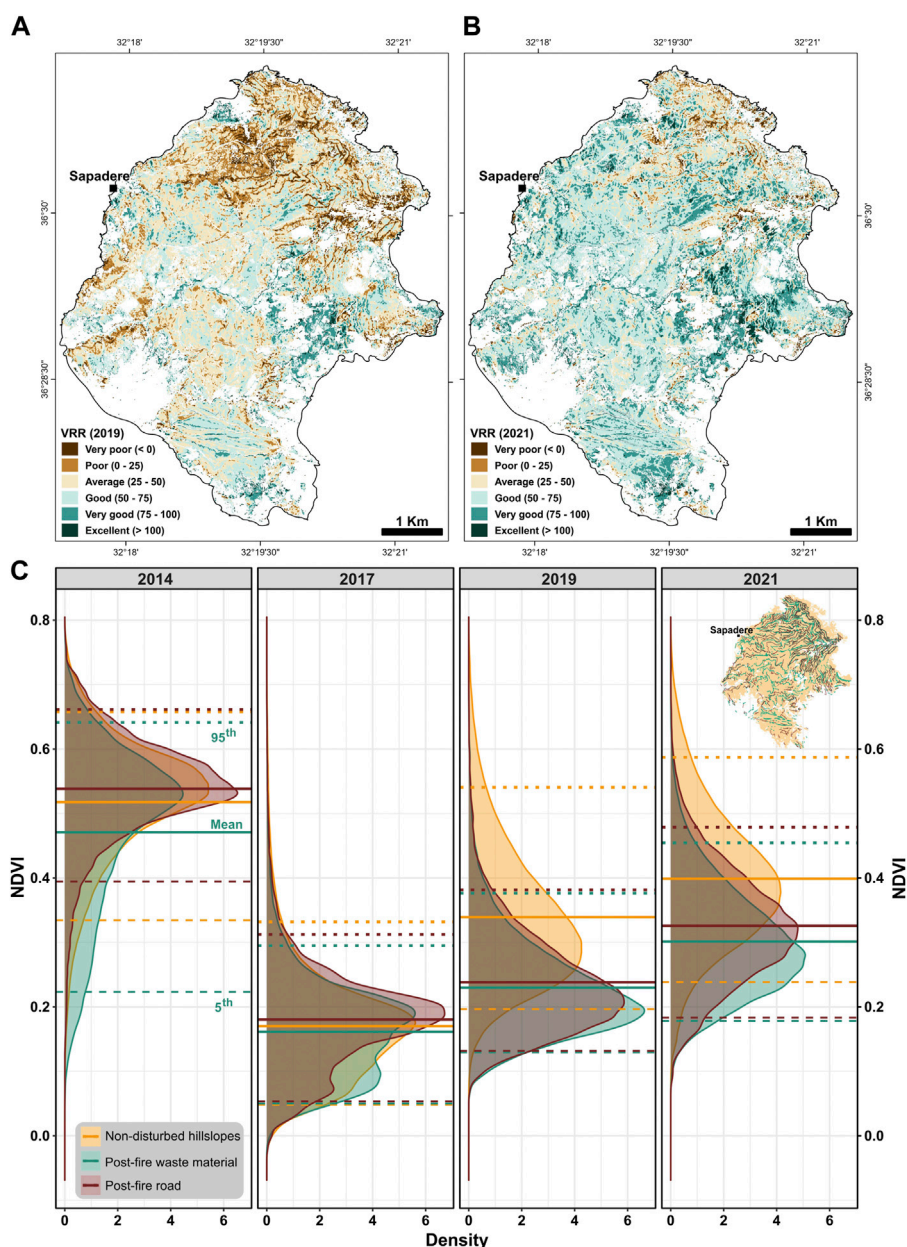 A
B
32°18'
32°19'30"
32°21'
32°18'
32°19'30"
32°21'
Sapadere
Sapadere
36°30'
36°30'
36°28'30"
36°28'30"
VRR (2019)
Very poor (< 0)
Poor (0 - 25)
Average (25 - 50)
Good (50 - 75)
Very good (75 - 100)
Excellent (> 100)
1 Km
VRR (2021)
Very poor (< 0)
Poor (0 - 25)
Average (25 - 50)
Good (50 - 75)
Very good (75 - 100)
Excellent (> 100)
1 Km
32°18'
32°19'30"
32°21'
32°18'
32°19'30"
32°21'
C
2014
2017
2019
2021
0.8
0.6
0.4
0.2
0.0
NDVI
95th
Mean
5th
Sapadere
0.8
0.6
0.4
0.2
0.0
NDVI
Non-disturbed hillslopes
Post-fire waste material
Post-fire road
0 2 4 6
0 2 4 6
0 2 4 6
0 2 4 6
Density